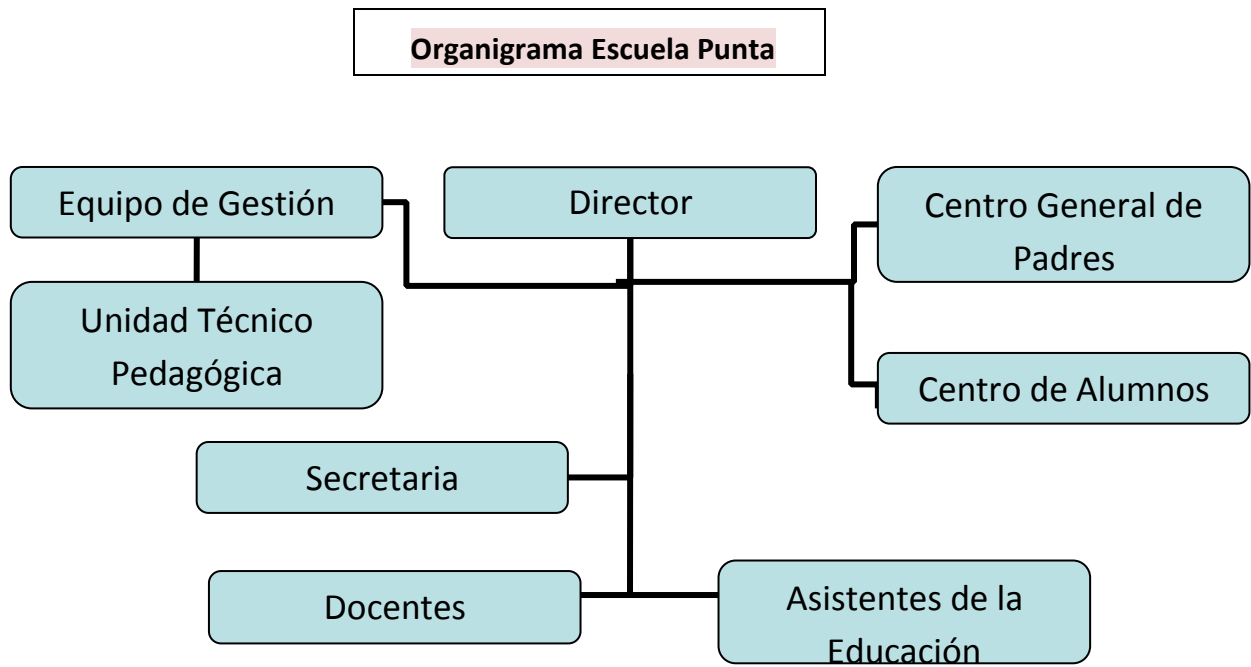 Organigrama Escuela Punta
Equipo de Gestión
Director
Centro General de
Padres
Unidad Técnico
Pedagógica
Centro de Alumnos
Secretaria
Docentes
Asistentes de la
Educación